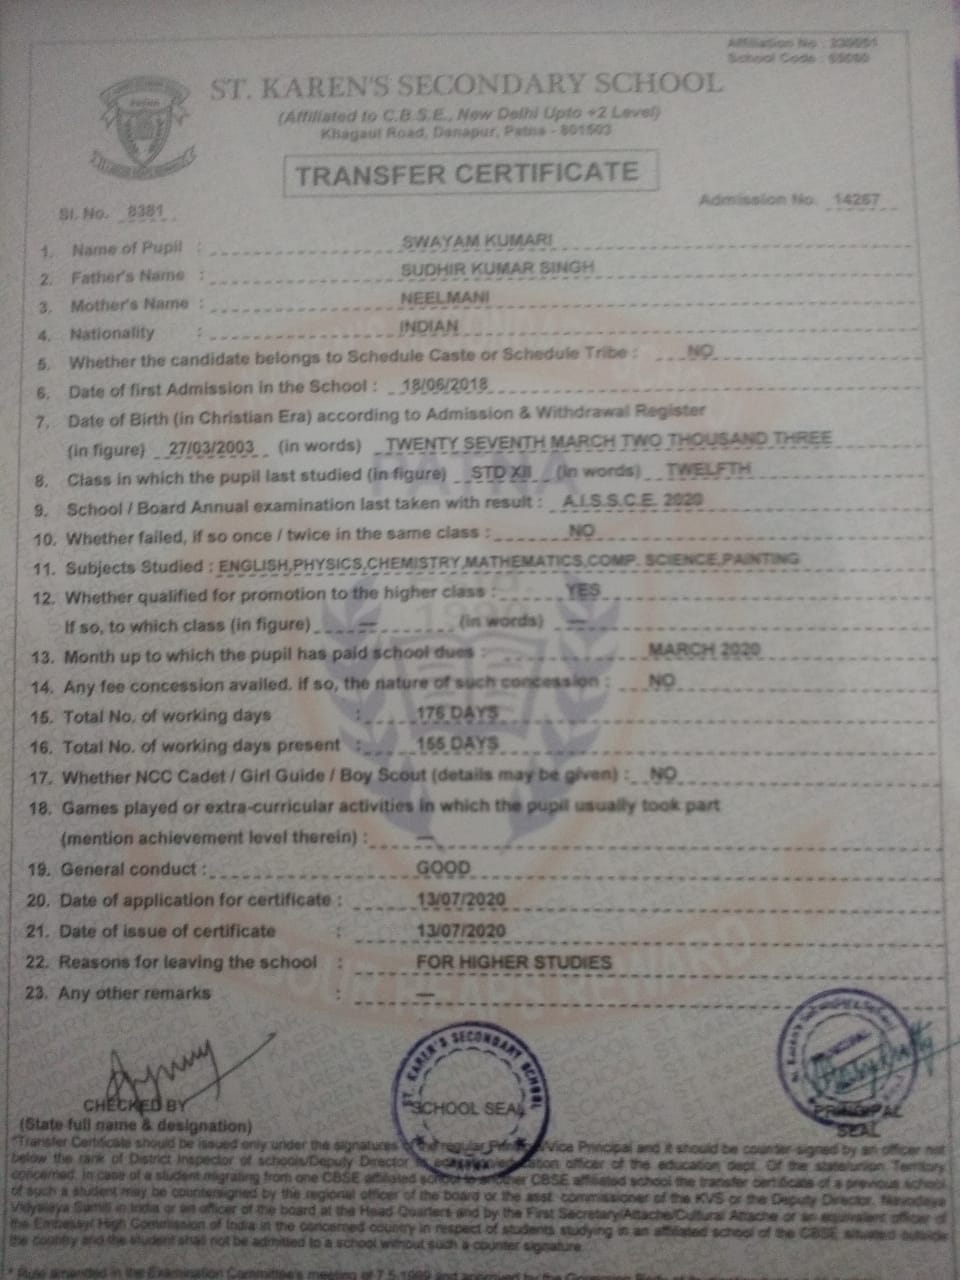 Affiliation No : 330051
School Code : 65080
ST. KAREN'S SECONDARY SCHOOL
(Affiliated to C.B.S.E., New Delhi Upto +2 Level)
Khagaul Road, Danapur, Patna - 801503
TRANSFER CERTIFICATE
Sl. No. 8381
Admission No. 14267
1. Name of Pupil : SWAYAM KUMARI
2. Father's Name : SUDHIR KUMAR SINGH
3. Mother's Name : NEELMANI
4. Nationality : INDIAN
5. Whether the candidate belongs to Schedule Caste or Schedule Tribe : NO
6. Date of first Admission in the School : 18/06/2018
7. Date of Birth (in Christian Era) according to Admission & Withdrawal Register
(in figure) 27/03/2003 (in words) TWENTY SEVENTH MARCH TWO THOUSAND THREE
8. Class in which the pupil last studied (in figure) STD XII (in words) TWELFTH
9. School / Board Annual examination last taken with result : A.I.S.S.C.E. 2020
10. Whether failed, if so once / twice in the same class : NO
11. Subjects Studied : ENGLISH,PHYSICS,CHEMISTRY,MATHEMATICS,COMP. SCIENCE,PAINTING
12. Whether qualified for promotion to the higher class : YES
If so, to which class (in figure) — (in words) —
13. Month up to which the pupil has paid school dues : MARCH 2020
14. Any fee concession availed. if so, the nature of such concession : NO
15. Total No. of working days : 176 DAYS
16. Total No. of working days present : 155 DAYS
17. Whether NCC Cadet / Girl Guide / Boy Scout (details may be given) : NO
18. Games played or extra-curricular activities in which the pupil usually took part
(mention achievement level therein) : —
19. General conduct : GOOD
20. Date of application for certificate : 13/07/2020
21. Date of issue of certificate : 13/07/2020
22. Reasons for leaving the school : FOR HIGHER STUDIES
23. Any other remarks : —
ST. KAREN'S SECONDARY SCHOOL
CHECKED BY
SCHOOL SEAL
PRINCIPAL
(State full name & designation)
SEAL
*Transfer Certificate should be issued only under the signatures of the regular Principal/Vice Principal and it should be counter-signed by an officer not
below the rank of District Inspector of schools/Deputy Director education officer of the education dept. Of the state/union Territory
concerned. In case of a student migrating from one CBSE affiliated school to another CBSE affiliated school the transfer certificate of a previous school
of such a student may be countersigned by the regional officer of the board or the asst. commissioner of the KVS or the Deputy Director, Navodaya
Vidyalaya Samiti in India or an officer of the board at the Head Quarters and by the First Secretary/Attache/Cultural Attache or an equivalent officer of
the Embassy/ High Commission of India in the concerned country in respect of students studying in an affiliated school of the CBSE situated outside
the country and the student shall not be admitted to a school without such a counter signature.
* Rule amended in the Examination Committee's meeting of 7.5.1999 and approved by the Governing Body of